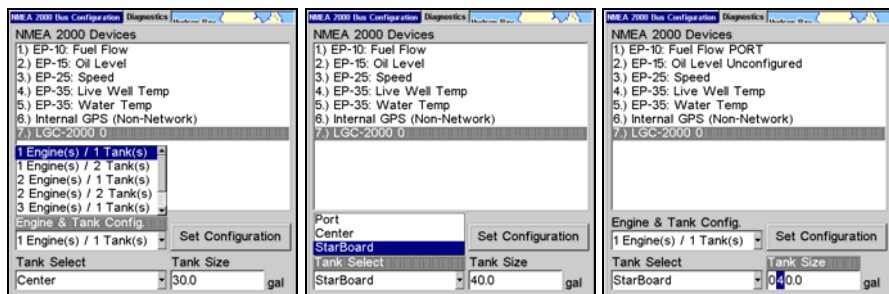 NMEA 2000 Bus Configuration Diagnostics
NMEA 2000 Devices
1.) EP-10: Fuel Flow
2.) EP-15: Oil Level
3.) EP-25: Speed
4.) EP-35: Live Well Temp
5.) EP-35: Water Temp
6.) Internal GPS (Non-Network)
7.) LGC-2000 0
1 Engine(s) / 1 Tank(s)
1 Engine(s) / 2 Tank(s)
2 Engine(s) / 1 Tank(s)
2 Engine(s) / 2 Tank(s)
3 Engine(s) / 1 Tank(s)
Engine & Tank Config.
1 Engine(s) / 1 Tank(s) Set Configuration
Tank Select Tank Size
Center 30.0 gal
NMEA 2000 Bus Configuration Diagnostics
NMEA 2000 Devices
1.) EP-10: Fuel Flow
2.) EP-15: Oil Level
3.) EP-25: Speed
4.) EP-35: Live Well Temp
5.) EP-35: Water Temp
6.) Internal GPS (Non-Network)
7.) LGC-2000 0
Port
Center
StarBoard
Set Configuration
Tank Select Tank Size
StarBoard 40.0 gal
NMEA 2000 Bus Configuration Diagnostics
NMEA 2000 Devices
1.) EP-10: Fuel Flow PORT
2.) EP-15: Oil Level Unconfigured
3.) EP-25: Speed
4.) EP-35: Live Well Temp
5.) EP-35: Water Temp
6.) Internal GPS (Non-Network)
7.) LGC-2000 0
Engine & Tank Config.
1 Engine(s) / 1 Tank(s) Set Configuration
Tank Select Tank Size
StarBoard 040.0 gal